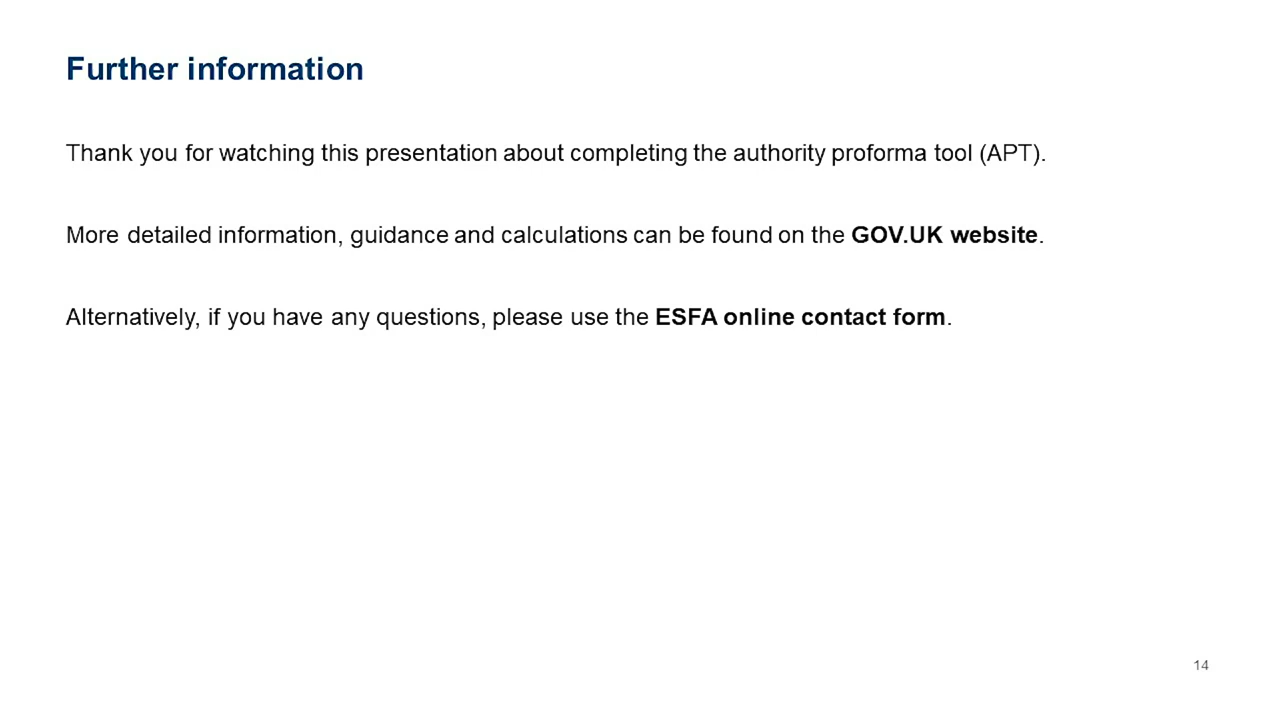 Further information
Thank you for watching this presentation about completing the authority proforma tool (APT).
More detailed information, guidance and calculations can be found on the GOV.UK website.
Alternatively, if you have any questions, please use the ESFA online contact form.
14